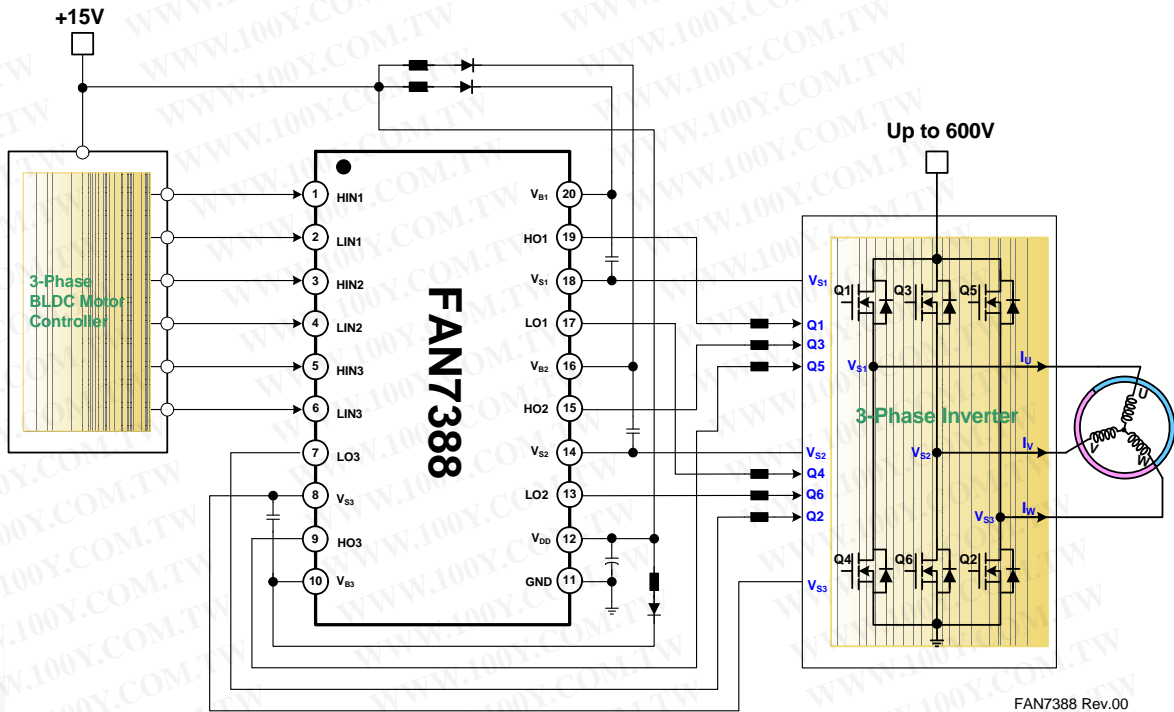 +15V
Up to 600V
3-Phase
BLDC Motor
Controller
FAN7388
1 HIN1
2 LIN1
3 HIN2
4 LIN2
5 HIN3
6 LIN3
7 LO3
8 VS3
9 HO3
10 VB3
VB1 20
HO1 19
VS1 18
LO1 17
VB2 16
HO2 15
VS2 14
LO2 13
VDD 12
GND 11
VS1
Q1
Q3
Q5
VS2
Q4
Q6
Q2
VS3
Q1
Q3
Q5
VS1
IU
3-Phase Inverter
VS2
IV
VS3
IW
Q4
Q6
Q2
U
V
W
WWW.100Y.COM.TW
FAN7388 Rev.00